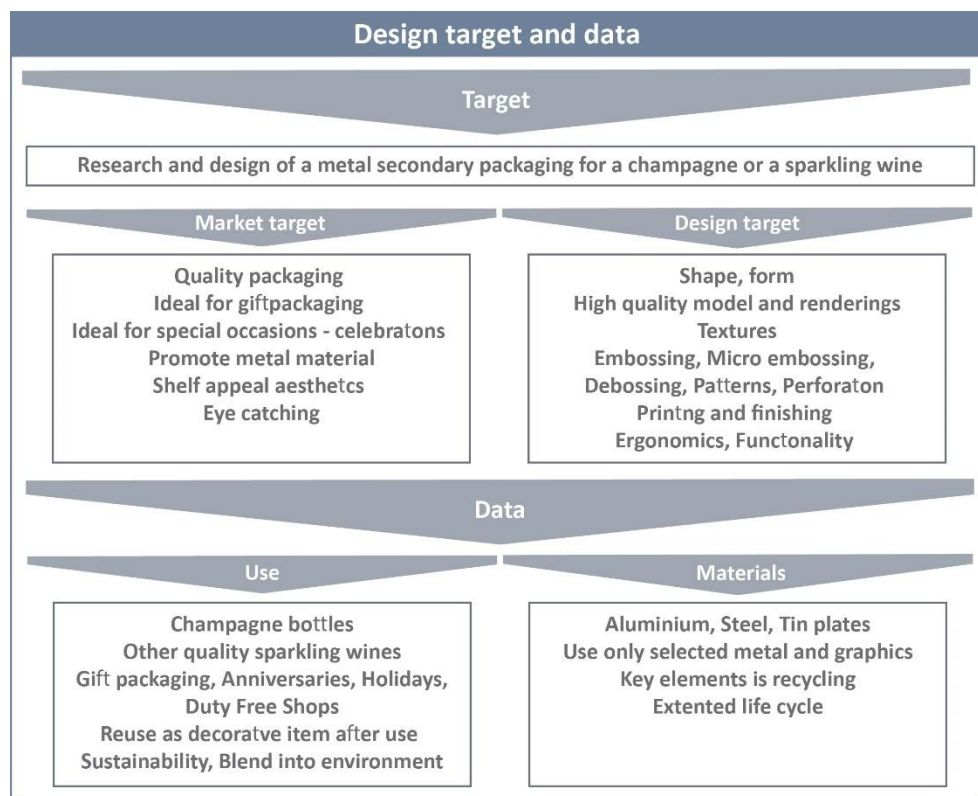 Design target and data
Target
Research and design of a metal secondary packaging for a champagne or a sparkling wine
Market target
Quality packaging
Ideal for giftpackaging
Ideal for special occasions - celebratons
Promote metal material
Shelf appeal aesthetcs
Eye catching
Design target
Shape, form
High quality model and renderings
Textures
Embossing, Micro embossing,
Debossing, Patterns, Perforaton
Printng and finishing
Ergonomics, Functonality
Data
Use
Champagne bottles
Other quality sparkling wines
Gift packaging, Anniversaries, Holidays,
Duty Free Shops
Reuse as decoratve item after use
Sustainability, Blend into environment
Materials
Aluminium, Steel, Tin plates
Use only selected metal and graphics
Key elements is recycling
Extented life cycle